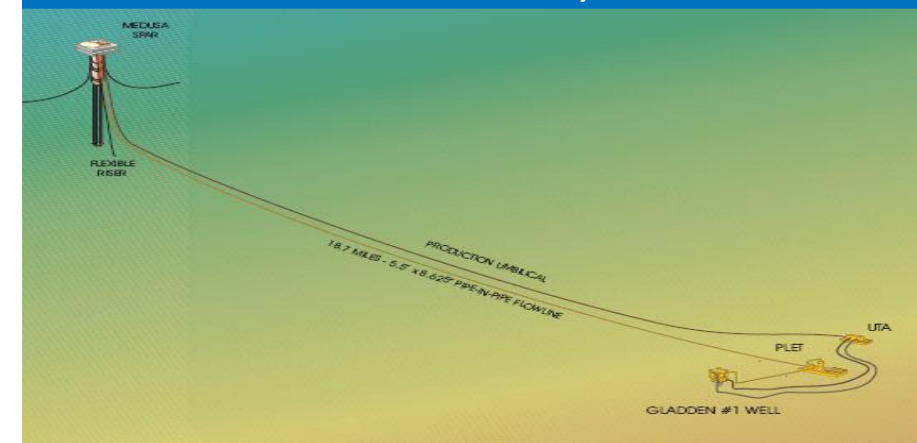 MEDUSA
SPAR
FLEXIBLE
RISER
PRODUCTION UMBILICAL
18.7 MILES - 5.5" x 8.625" PIPE-IN-PIPE FLOWLINE
UTA
PLET
GLADDEN #1 WELL